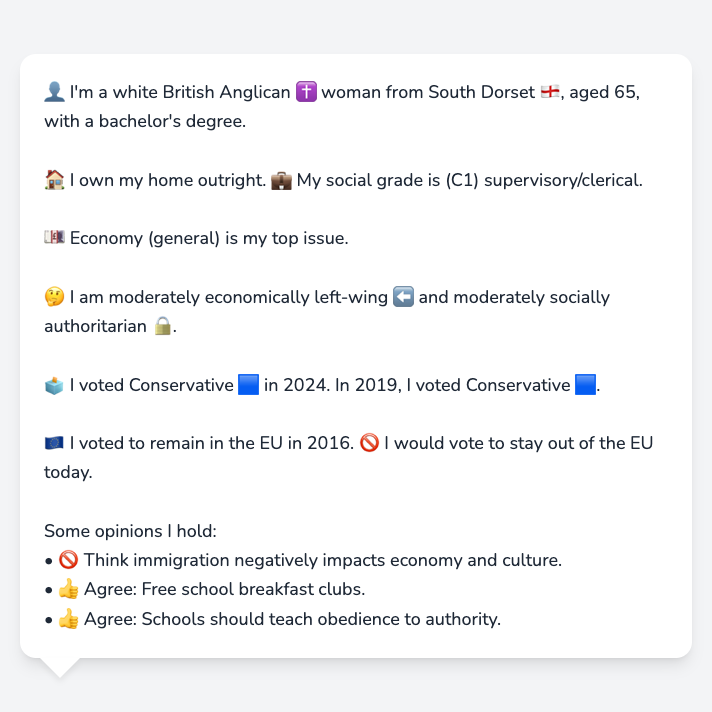 👤 I'm a white British Anglican ✝️ woman from South Dorset 🏴󠁧󠁢󠁥󠁮󠁧󠁿, aged 65,
with a bachelor's degree.
🏠 I own my home outright. 💼 My social grade is (C1) supervisory/clerical.
💷 Economy (general) is my top issue.
🤔 I am moderately economically left-wing ⬅️ and moderately socially
authoritarian 🔒.
🗳️ I voted Conservative 🟦 in 2024. In 2019, I voted Conservative 🟦.
🇪🇺 I voted to remain in the EU in 2016. 🚫 I would vote to stay out of the EU
today.
Some opinions I hold:
• 🚫 Think immigration negatively impacts economy and culture.
• 👍 Agree: Free school breakfast clubs.
• 👍 Agree: Schools should teach obedience to authority.